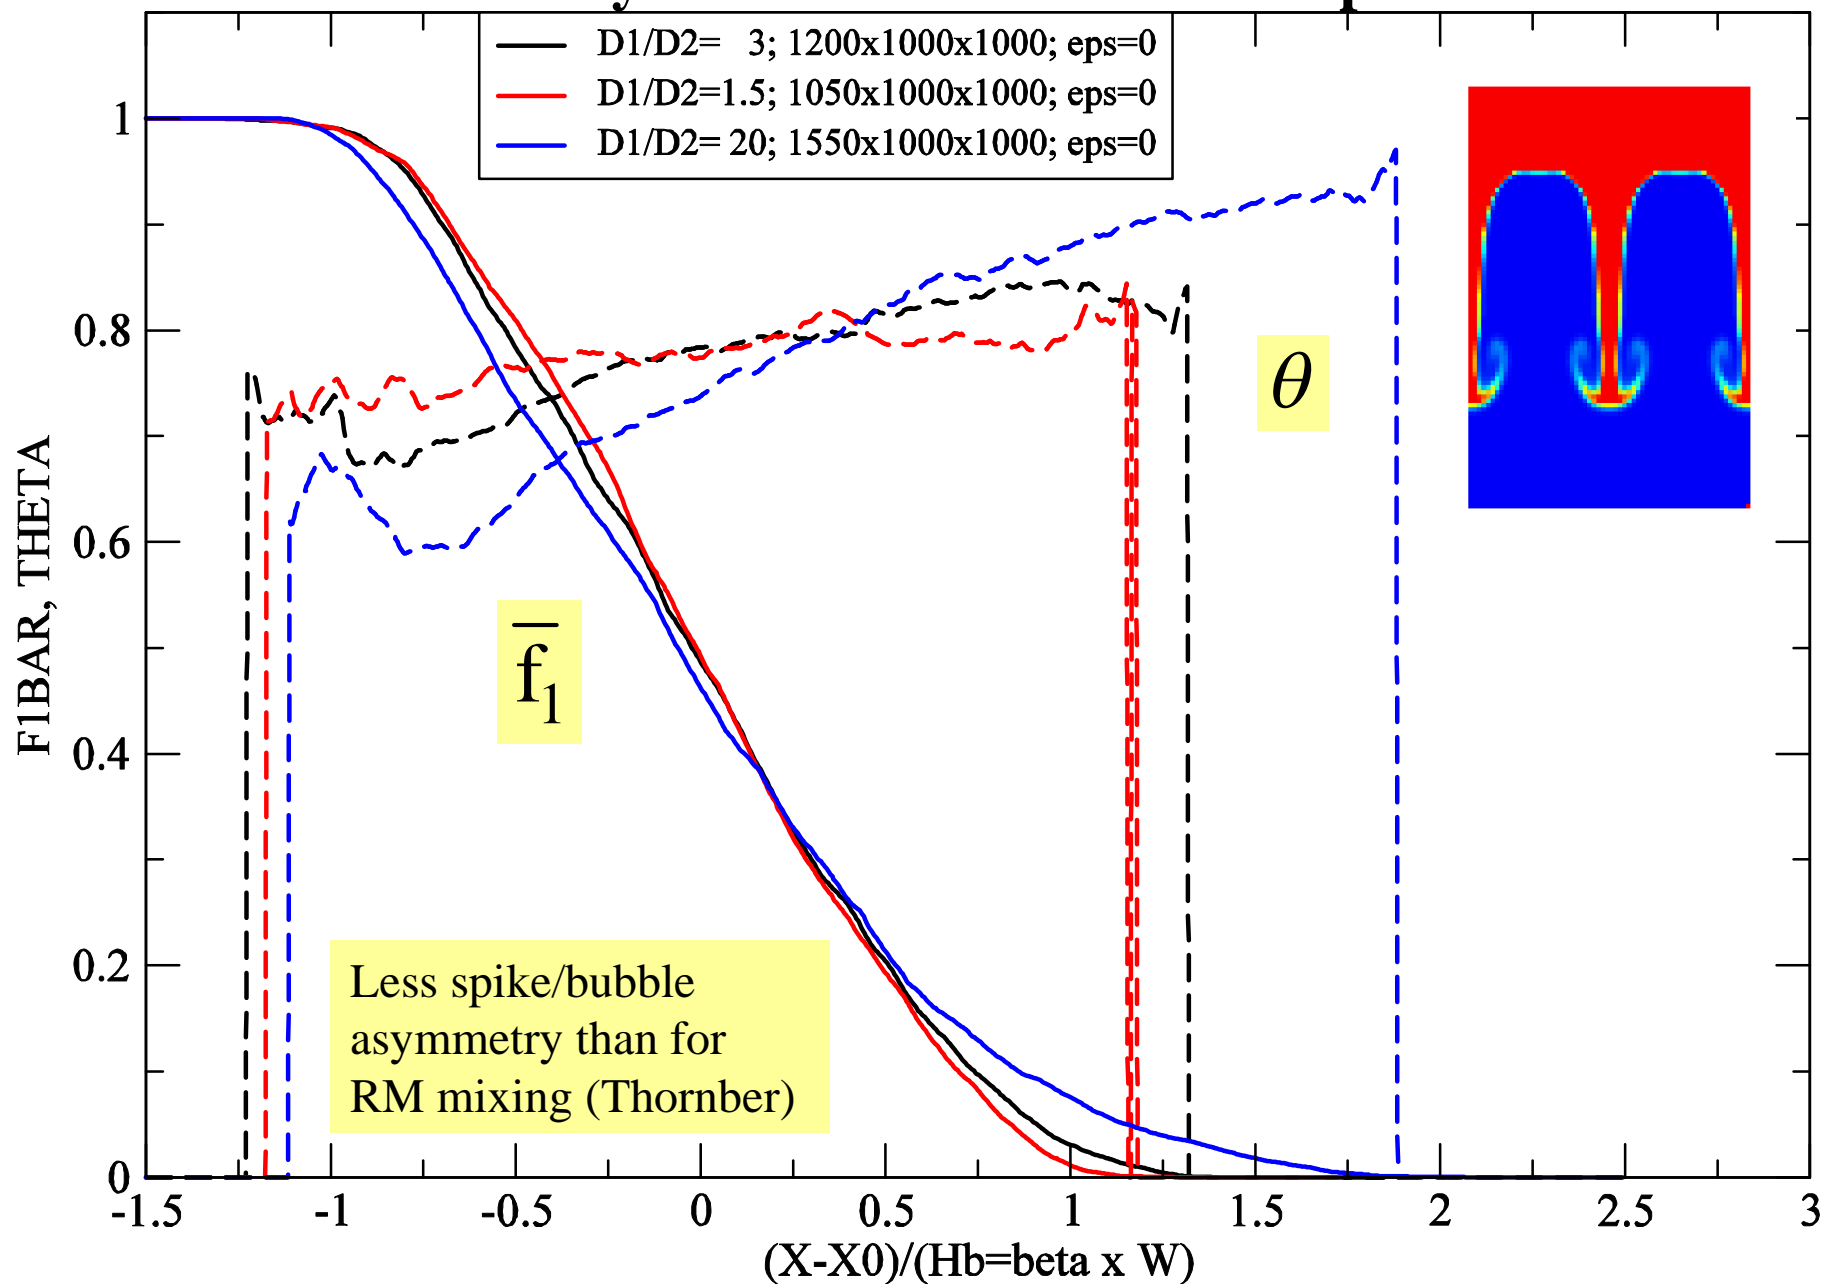 D1/D2= 3; 1200x1000x1000; eps=0
D1/D2=1.5; 1050x1000x1000; eps=0
D1/D2= 20; 1550x1000x1000; eps=0
1
0.8
0.6
0.4
0.2
0
F1BAR, THETA
θ
f̅₁
Less spike/bubble
asymmetry than for
RM mixing (Thornber)
-1.5 -1 -0.5 0 0.5 1 1.5 2 2.5 3
(X-X0)/(Hb=beta x W)